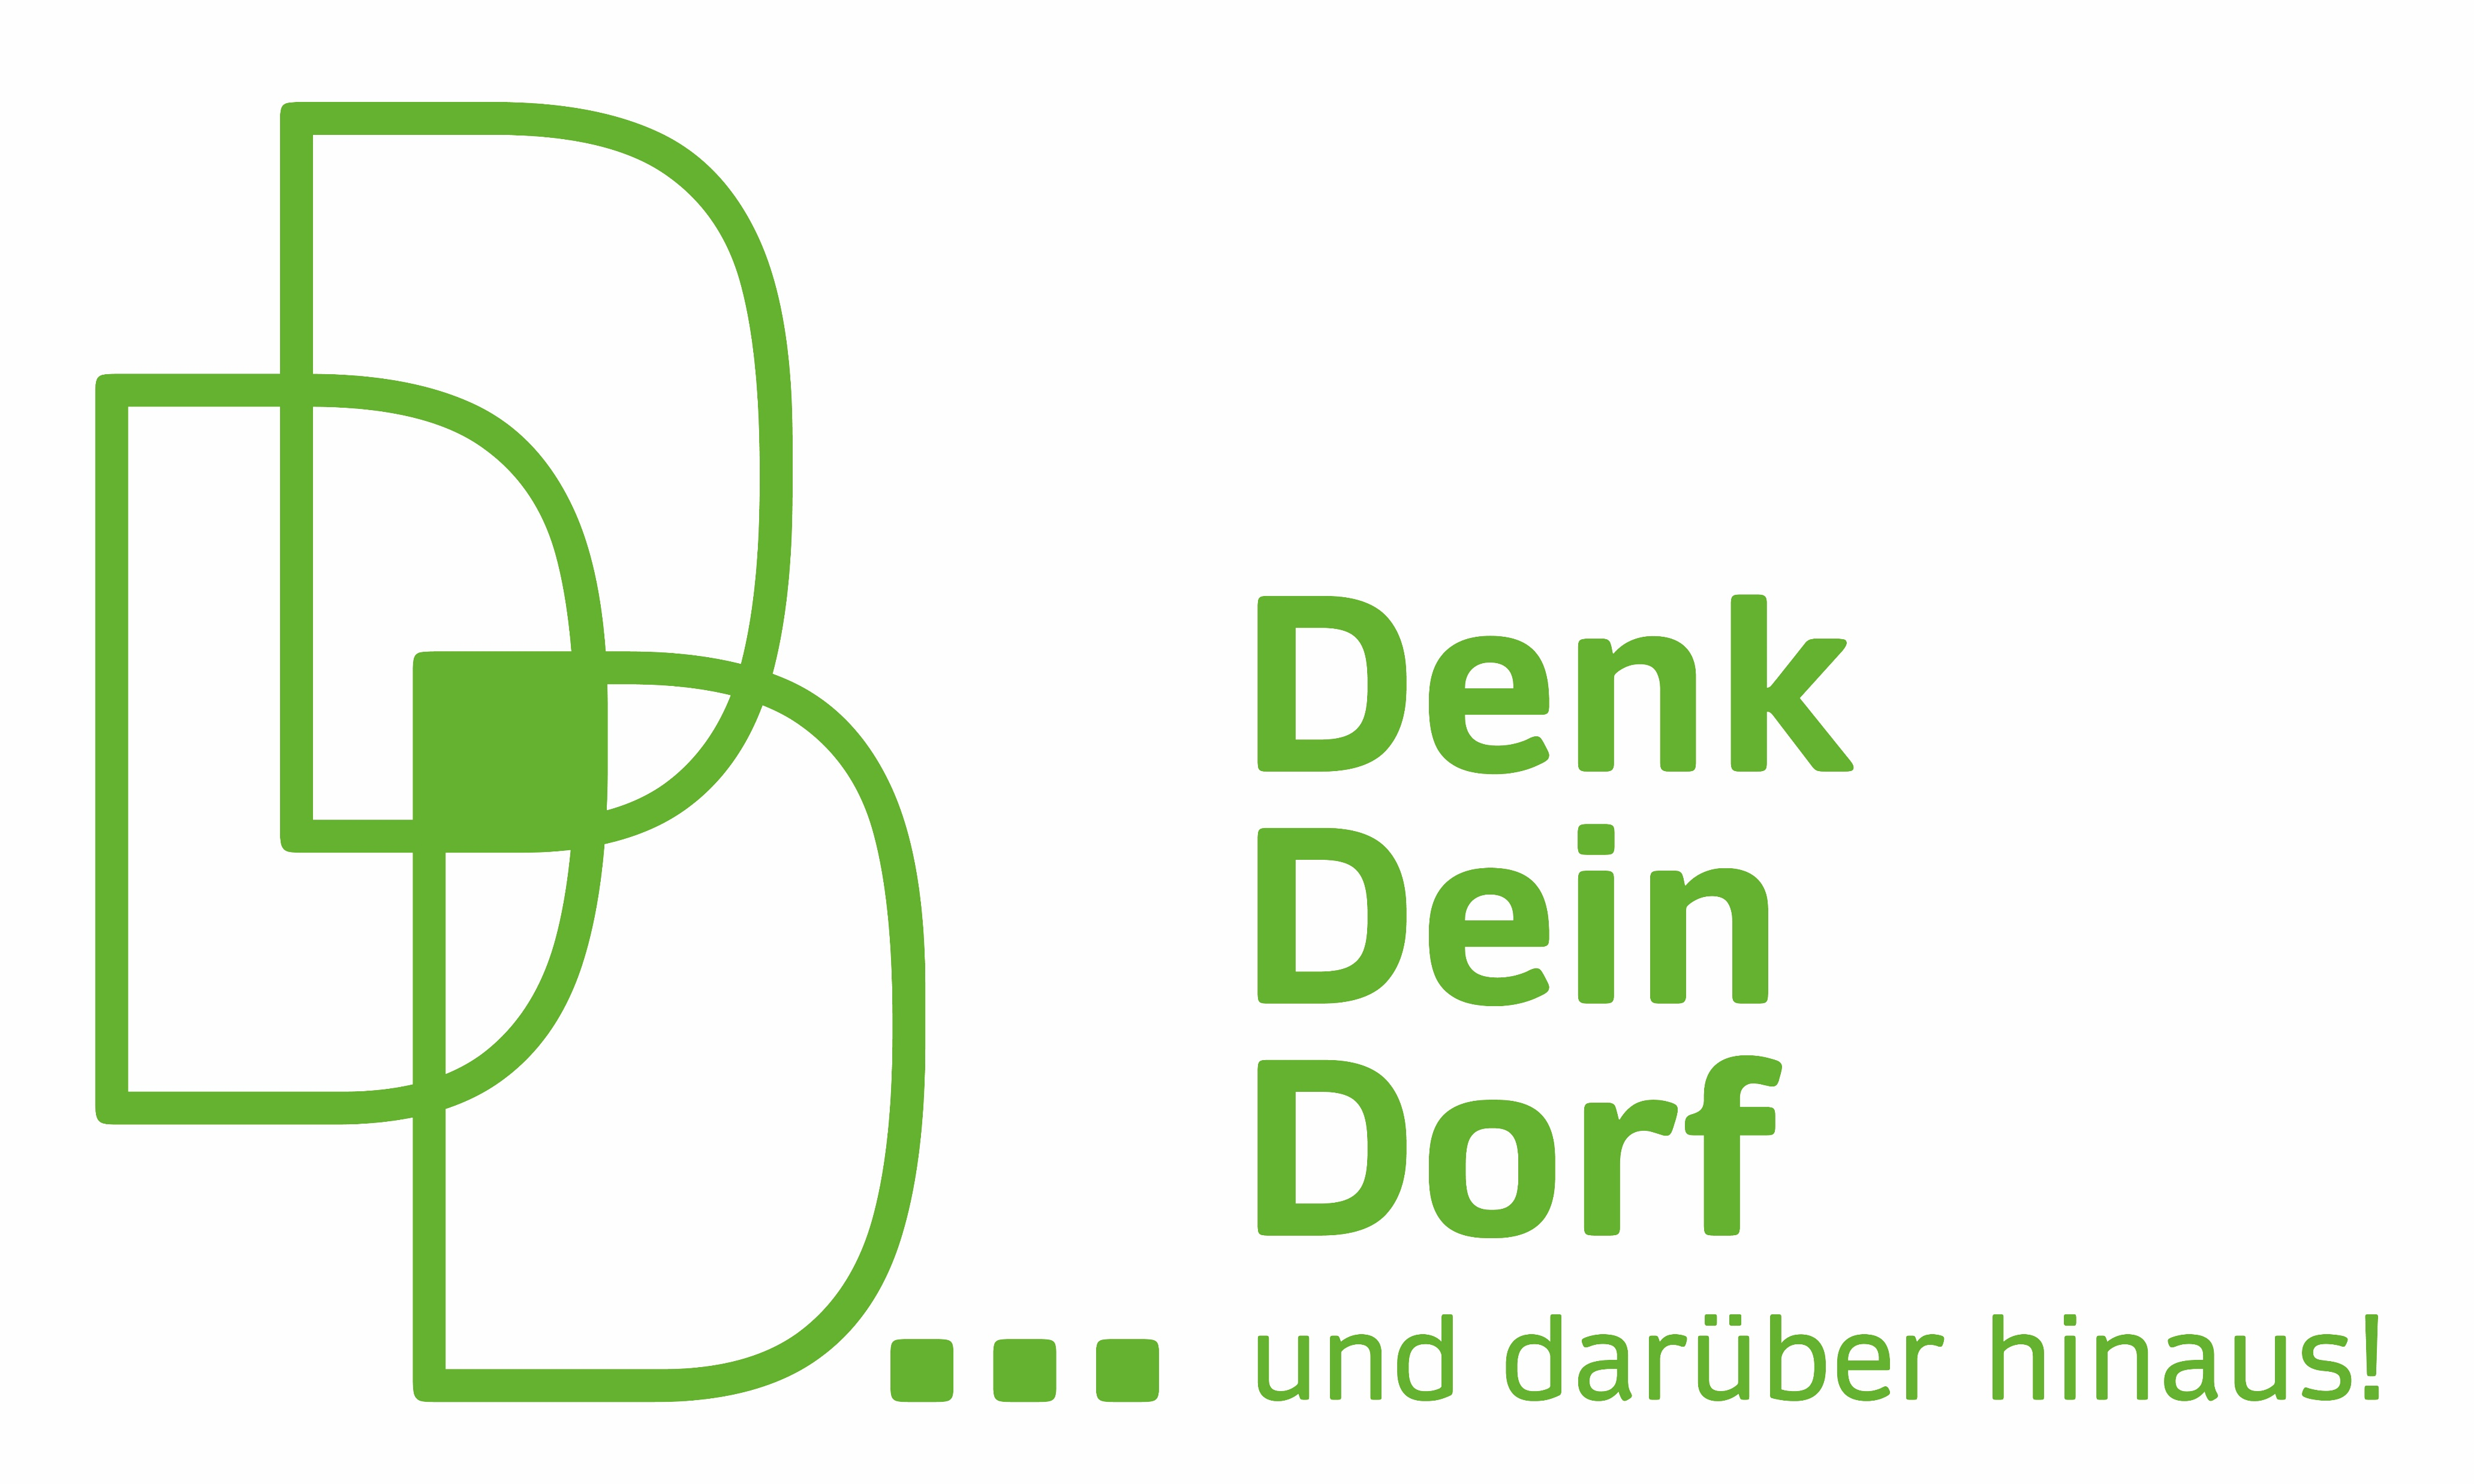 Denk
Dein
Dorf
... und darüber hinaus!